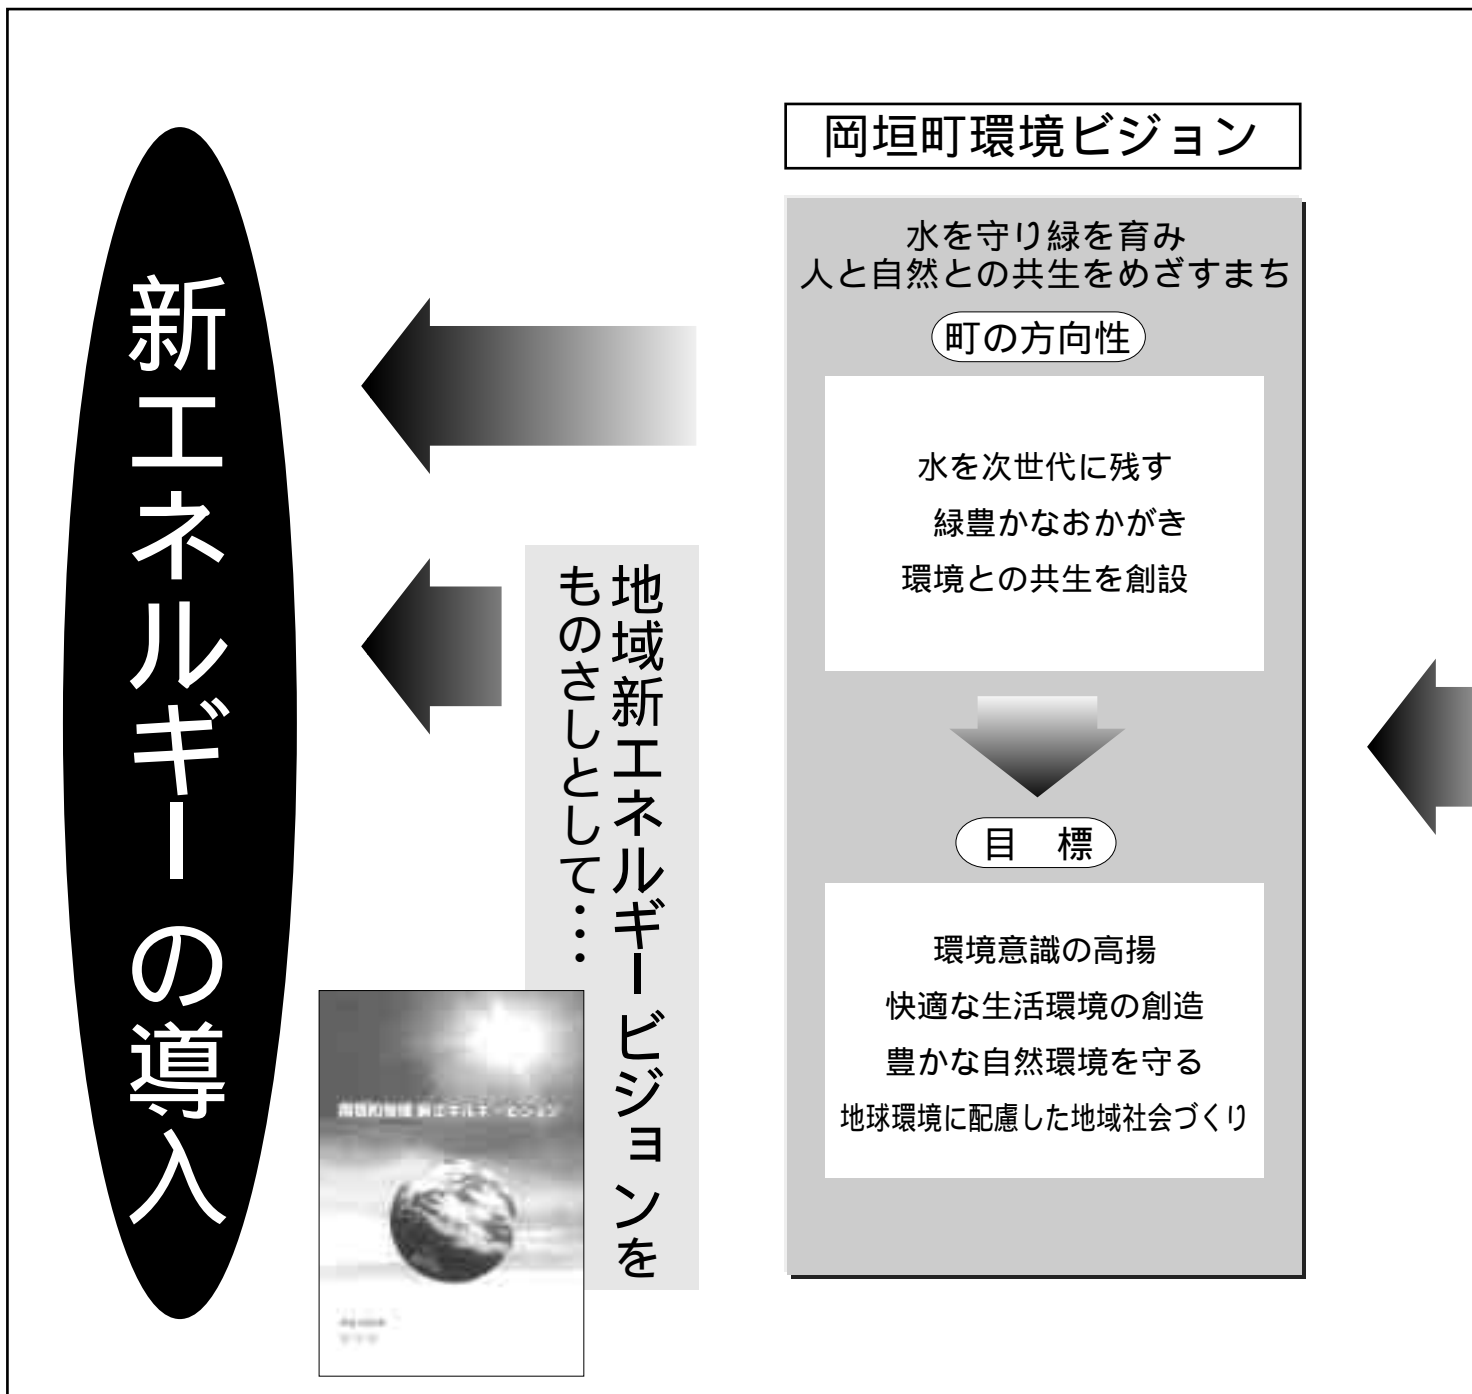 岡垣町環境ビジョン
水を守り緑を育み
人と自然との共生をめざすまち
町の方向性
水を次世代に残す
緑豊かなおかがき
環境との共生を創設
目 標
環境意識の高揚
快適な生活環境の創造
豊かな自然環境を守る
地球環境に配慮した地域社会づくり
地域新エネルギービジョンを
ものさしとして・・・
新エネルギーの導入